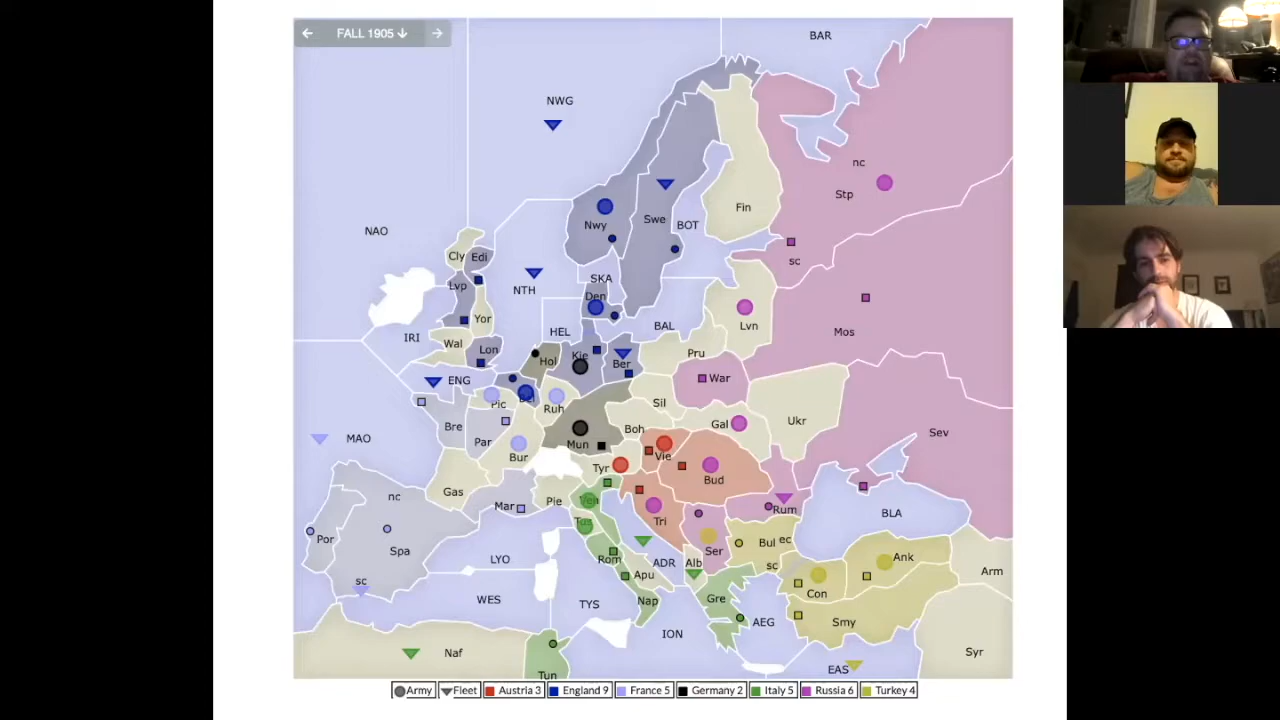 ← FALL 1905 ↓ →
BAR
NWG
nc
Stp
Fin
Nwy
Swe
BOT
NAO
Cly
Edi
sc
SKA
Lvp
NTH
Den
Yor
HEL
BAL
Lvn
Mos
IRI
Wal
Lon
Hol
Kie
Ber
Pru
ENG
War
Pic
Bel
Ruh
Sil
Bre
Par
Boh
Gal
Ukr
MAO
Mun
Sev
Bur
Vie
Tyr
Bud
nc
Gas
Mar
Pie
Ven
Rum
BLA
Por
Spa
Tus
Tri
Ser
Bul
ec
LYO
Rom
ADR
Alb
sc
Ank
sc
Apu
Con
Arm
WES
TYS
Nap
Gre
AEG
Smy
ION
Naf
Tun
EAS
Syr
Army Fleet Austria 3 England 9 France 5 Germany 2 Italy 5 Russia 6 Turkey 4